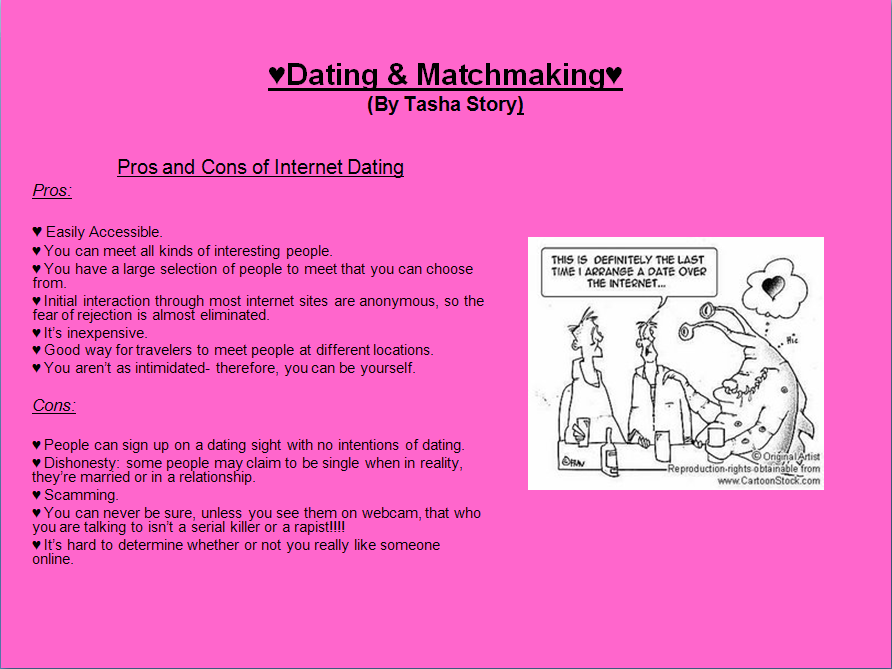 ♥Dating & Matchmaking♥
(By Tasha Story)
Pros and Cons of Internet Dating
Pros:
♥ Easily Accessible.
♥ You can meet all kinds of interesting people.
♥ You have a large selection of people to meet that you can choose
from.
♥ Initial interaction through most internet sites are anonymous, so the
fear of rejection is almost eliminated.
♥ It's inexpensive.
♥ Good way for travelers to meet people at different locations.
♥ You aren't as intimidated- therefore, you can be yourself.
Cons:
♥ People can sign up on a dating sight with no intentions of dating.
♥ Dishonesty: some people may claim to be single when in reality,
they're married or in a relationship.
♥ Scamming.
♥ You can never be sure, unless you see them on webcam, that who
you are talking to isn't a serial killer or a rapist!!!!
♥ It's hard to determine whether or not you really like someone
online.
THIS IS DEFINITELY THE LAST
TIME I ARRANGE A DATE OVER
THE INTERNET...
Hic
© Original Artist
Reproduction rights obtainable from
www.CartoonStock.com